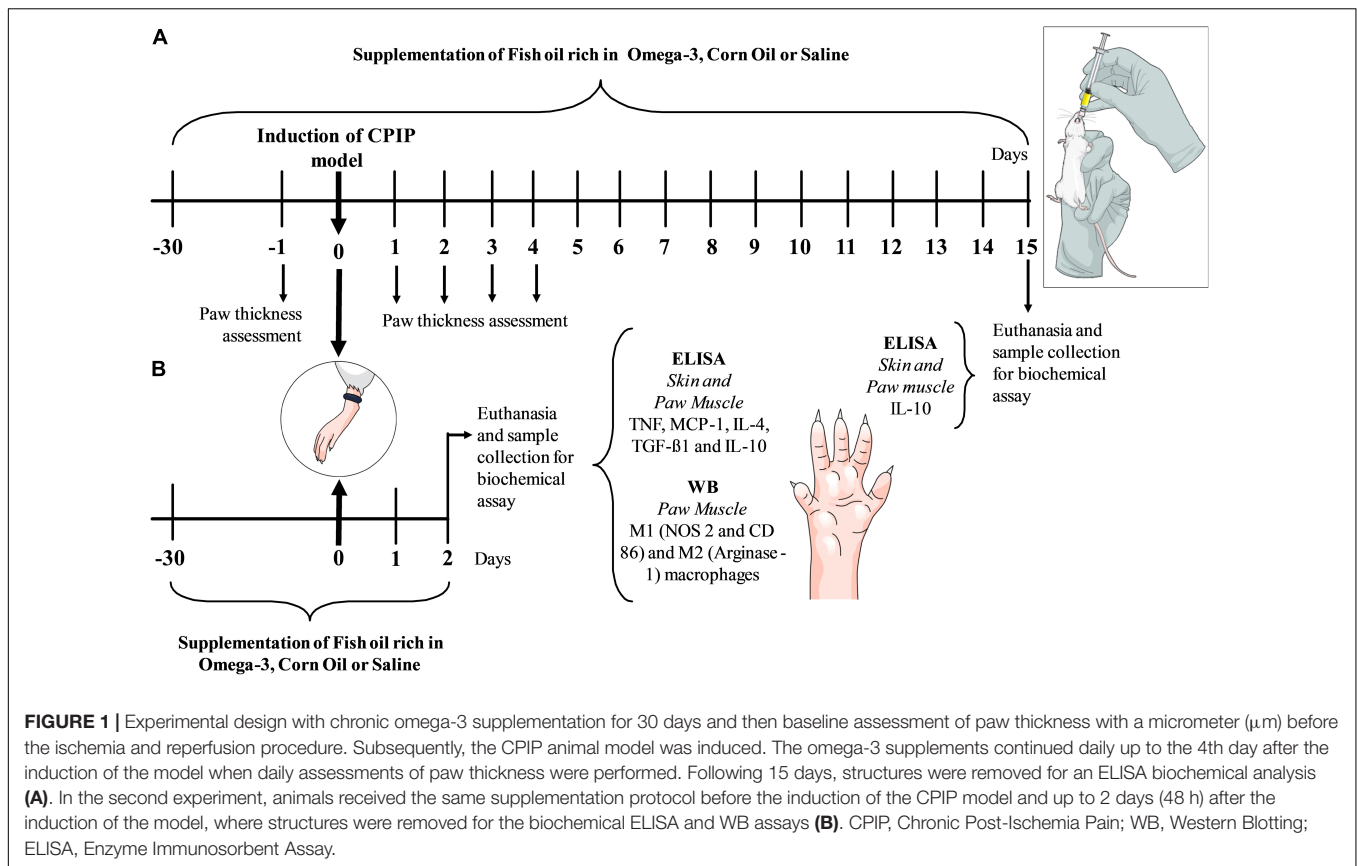 A
Supplementation of Fish oil rich in Omega-3, Corn Oil or Saline
Induction of CPIP
model
Days
-30 -1 0 1 2 3 4 5 6 7 8 9 10 11 12 13 14 15
Paw thickness
assessment
Paw thickness assessment
Euthanasia and
sample collection
for biochemical
assay
ELISA
Skin and
Paw muscle
IL-10
B
Euthanasia
and sample
collection for
biochemical
assay
ELISA
Skin and
Paw Muscle
TNF, MCP-1, IL-4,
TGF-ß1 and IL-10
WB
Paw Muscle
M1 (NOS 2 and CD
86) and M2 (Arginase -
1) macrophages
-30 0 1 2 Days
Supplementation of Fish oil rich in
Omega-3, Corn Oil or Saline
FIGURE 1 | Experimental design with chronic omega-3 supplementation for 30 days and then baseline assessment of paw thickness with a micrometer (μm) before
the ischemia and reperfusion procedure. Subsequently, the CPIP animal model was induced. The omega-3 supplements continued daily up to the 4th day after the
induction of the model when daily assessments of paw thickness were performed. Following 15 days, structures were removed for an ELISA biochemical analysis
(A). In the second experiment, animals received the same supplementation protocol before the induction of the CPIP model and up to 2 days (48 h) after the
induction of the model, where structures were removed for the biochemical ELISA and WB assays (B). CPIP, Chronic Post-Ischemia Pain; WB, Western Blotting;
ELISA, Enzyme Immunosorbent Assay.